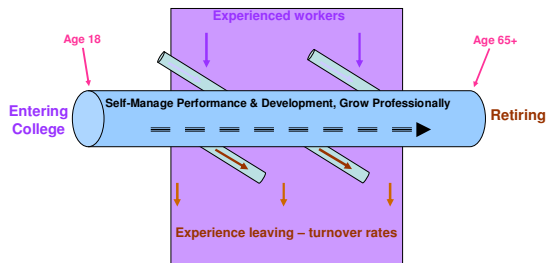 Experienced workers
Age 18
Age 65+
Self-Manage Performance & Development, Grow Professionally
Entering
College
Retiring
Experience leaving – turnover rates